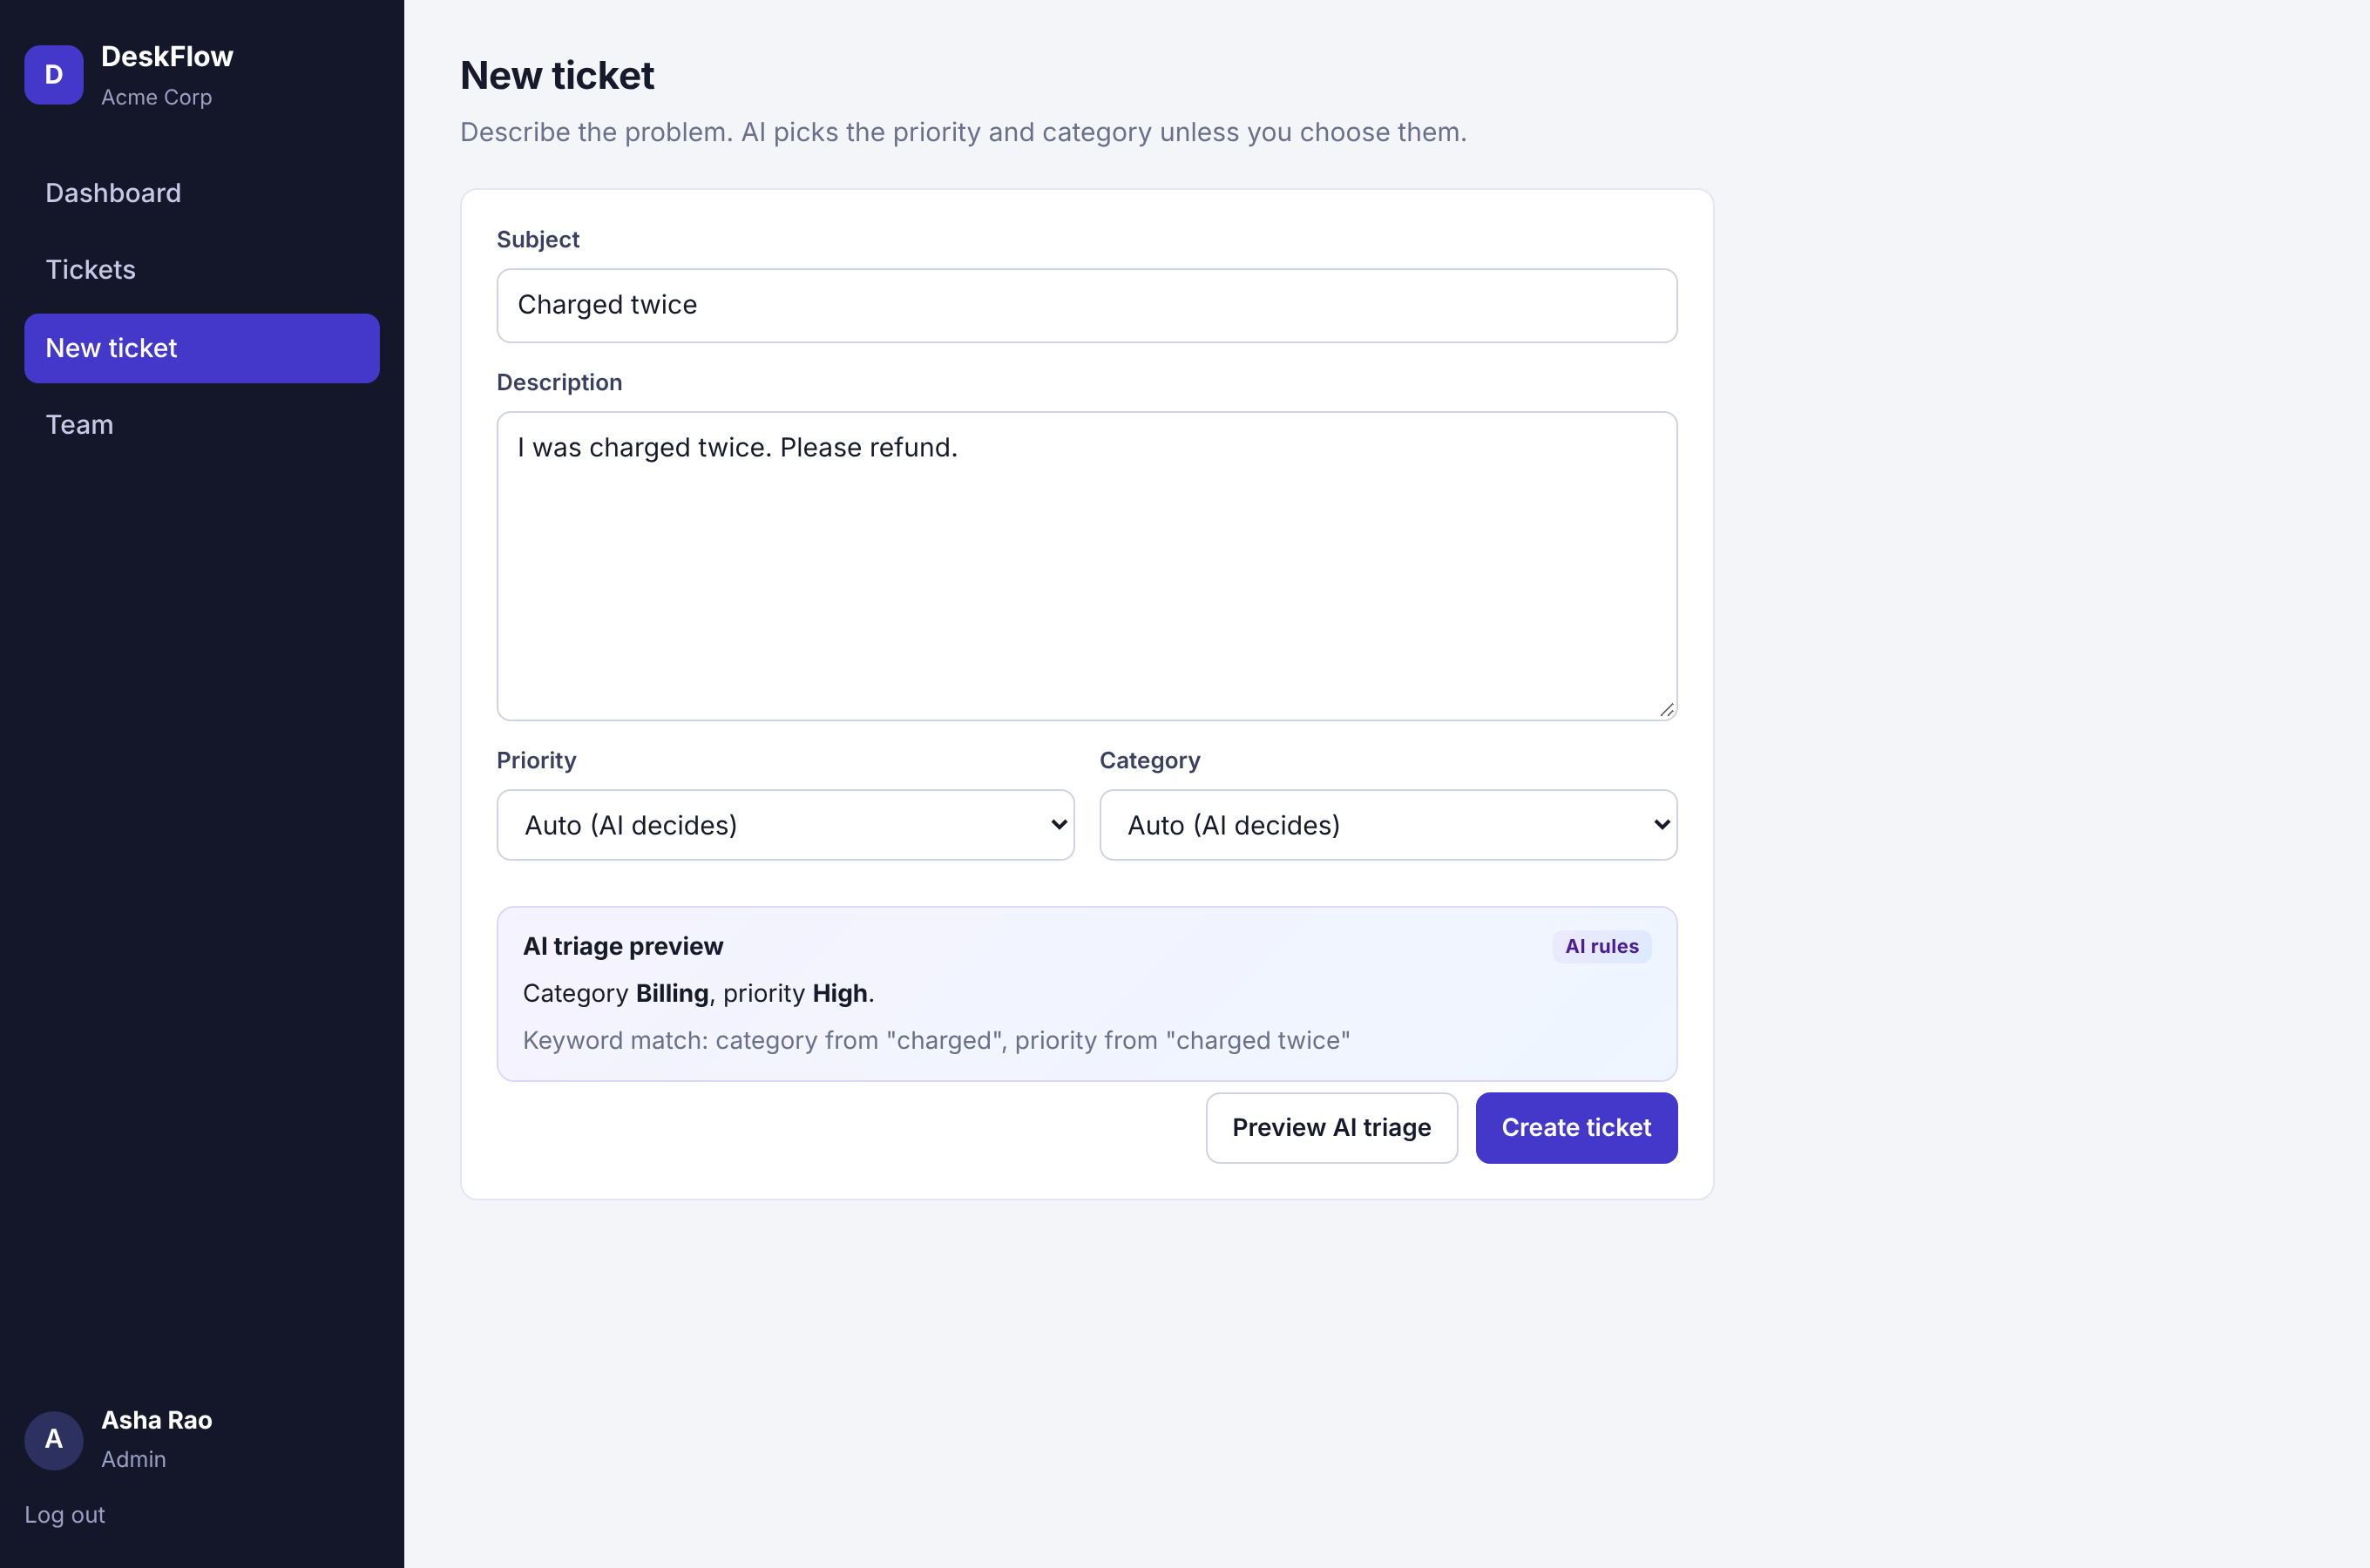 D
DeskFlow
Acme Corp
Dashboard
Tickets
New ticket
Team
A
Asha Rao
Admin
Log out
New ticket
Describe the problem. AI picks the priority and category unless you choose them.
Subject
Charged twice
Description
I was charged twice. Please refund.
Priority
Category
Auto (AI decides)
Auto (AI decides)
AI triage preview
AI rules
Category Billing, priority High.
Keyword match: category from "charged", priority from "charged twice"
Preview AI triage
Create ticket